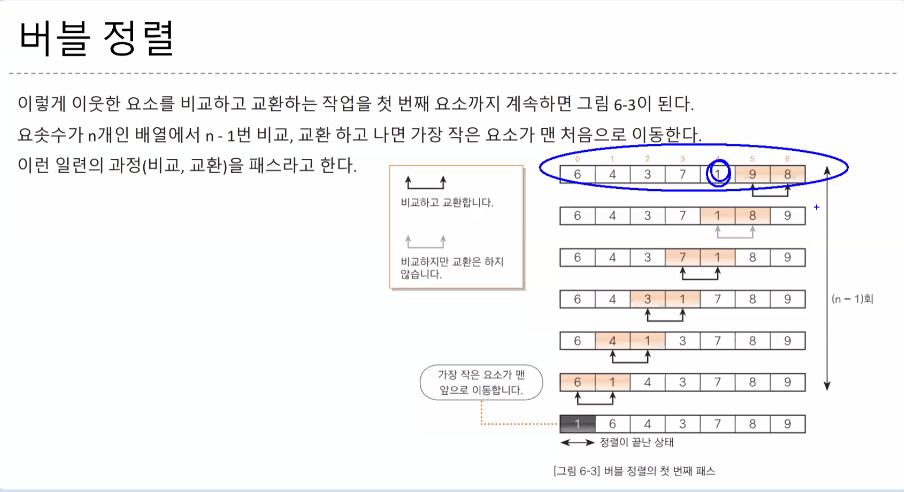 버블 정렬
이렇게 이웃한 요소를 비교하고 교환하는 작업을 첫 번째 요소까지 계속하면 그림 6-3이 된다.
요솟수가 n개인 배열에서 n - 1번 비교, 교환 하고 나면 가장 작은 요소가 맨 처음으로 이동한다.
이런 일련의 과정(비교, 교환)을 패스라고 한다.
비교하고 교환합니다.
비교하지만 교환은 하지
않습니다.
0 1 2 3 4 5 6
6 4 3 7 1 9 8
6 4 3 7 1 8 9
6 4 3 7 1 8 9
6 4 3 1 7 8 9
6 4 1 3 7 8 9
6 1 4 3 7 8 9
1 6 4 3 7 8 9
(n - 1)회
가장 작은 요소가 맨
앞으로 이동합니다.
정렬이 끝난 상태
[그림 6-3] 버블 정렬의 첫 번째 패스